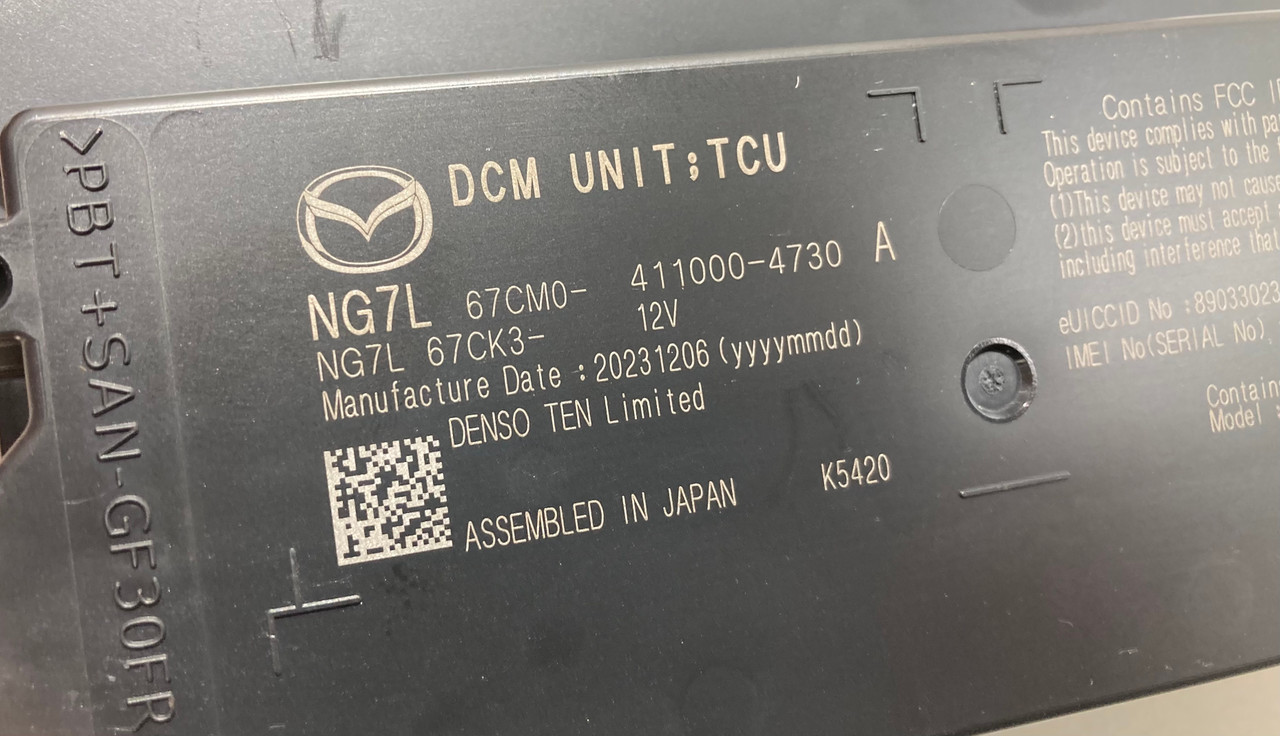 >PBT+SAN-GF30FR
DCM UNIT;TCU
NG7L 67CM0- 411000-4730 A
NG7L 67CK3- 12V
Manufacture Date :20231206(yyyymmdd)
DENSO TEN Limited
ASSEMBLED IN JAPAN K5420
Contains FCC
This device complies with
Operation is subject to the
(1)This device may not cause
(2)this device must accept
including interference that
eUICCID No :89033023
IMEI No(SERIAL No)
Contain
Model